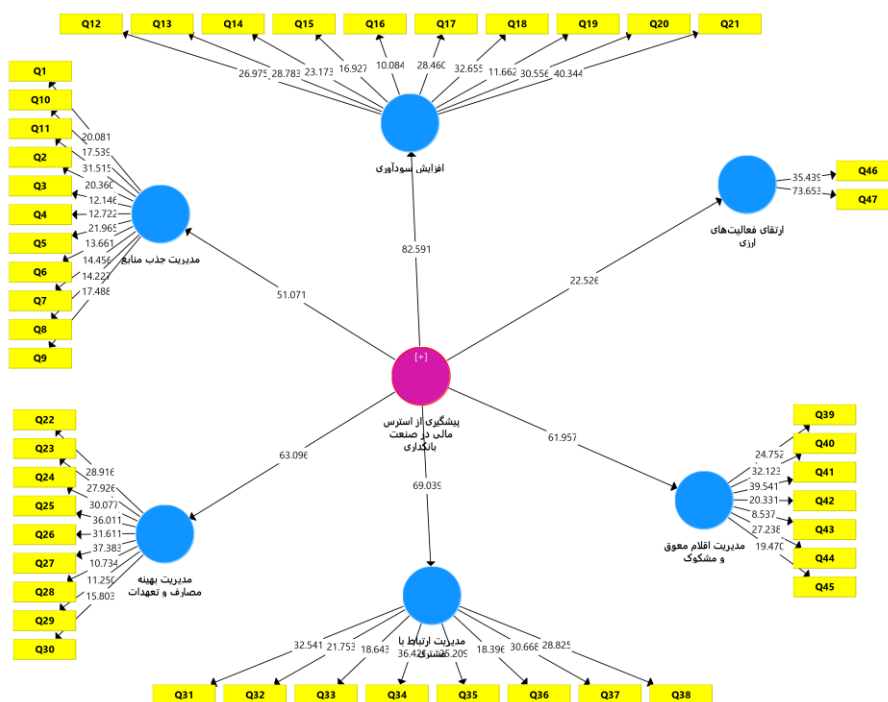 Q12 Q13 Q14 Q15 Q16 Q17 Q18 Q19 Q20 Q21
26.975 28.783 23.173 16.927 10.084 28.460 32.655 11.662 30.556 40.344
افزایش سودآوری
Q1
Q10
Q11
Q2
Q3
Q4
Q5
Q6
Q7
Q8
Q9
20.081
17.539
31.515
20.360
12.146
12.722
21.965
13.661
14.456
14.227
17.488
مدیریت جذب منابع
Q46
Q47
35.439
73.653
ارتقای فعالیت‌های
ارزی
82.591
51.071
22.526
[+]
پیشگیری از استرس
مالی در صنعت
بانکداری
63.096
69.039
61.957
Q22
Q23
Q24
Q25
Q26
Q27
Q28
Q29
Q30
28.916
27.926
30.077
36.011
31.611
37.383
10.734
11.250
15.803
مدیریت بهینه
مصارف و تعهدات
Q39
Q40
Q41
Q42
Q43
Q44
Q45
24.752
32.123
39.541
20.331
8.537
27.238
19.470
مدیریت اقلام معوق
و مشکوک
مدیریت ارتباط با
مشتری
32.541 21.753 18.643 18.396 30.668 28.825
Q31 Q32 Q33 Q34 Q35 Q36 Q37 Q38